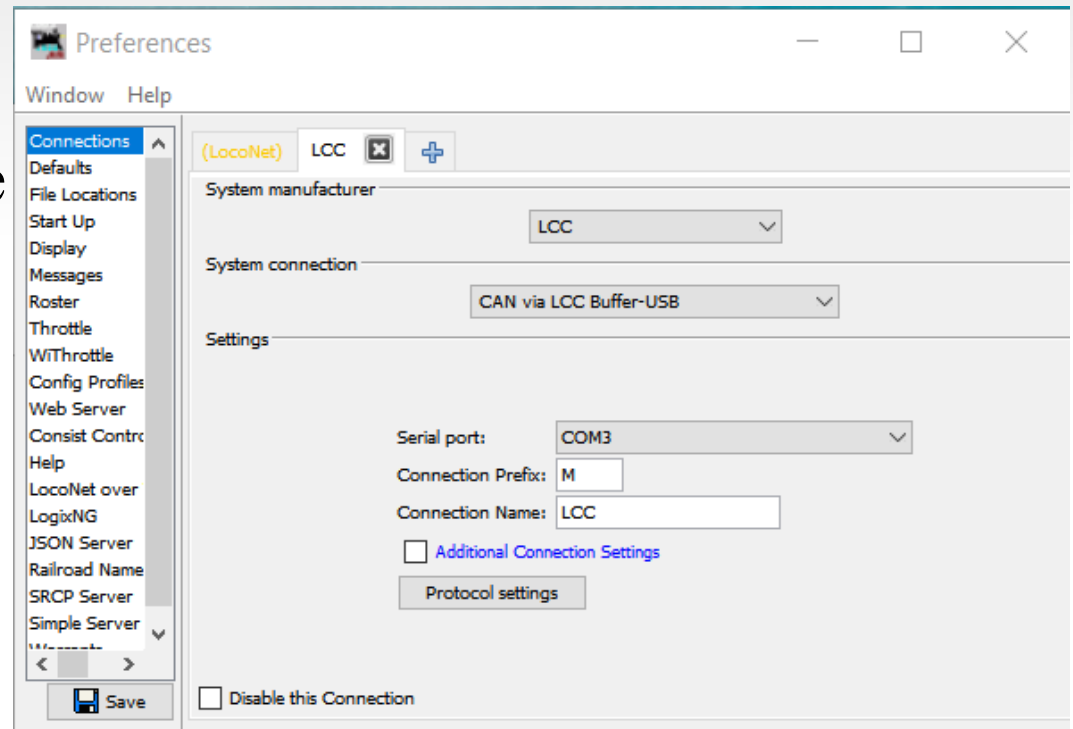 Preferences
Window Help
Connections
Defaults
File Locations
Start Up
Display
Messages
Roster
Throttle
WiThrottle
Config Profiles
Web Server
Consist Contro
Help
LocoNet over
LogixNG
JSON Server
Railroad Name
SRCP Server
Simple Server
Warrants
Save
(LocoNet) LCC
System manufacturer
LCC
System connection
CAN via LCC Buffer-USB
Settings
Serial port: COM3
Connection Prefix: M
Connection Name: LCC
Additional Connection Settings
Protocol settings
Disable this Connection
e